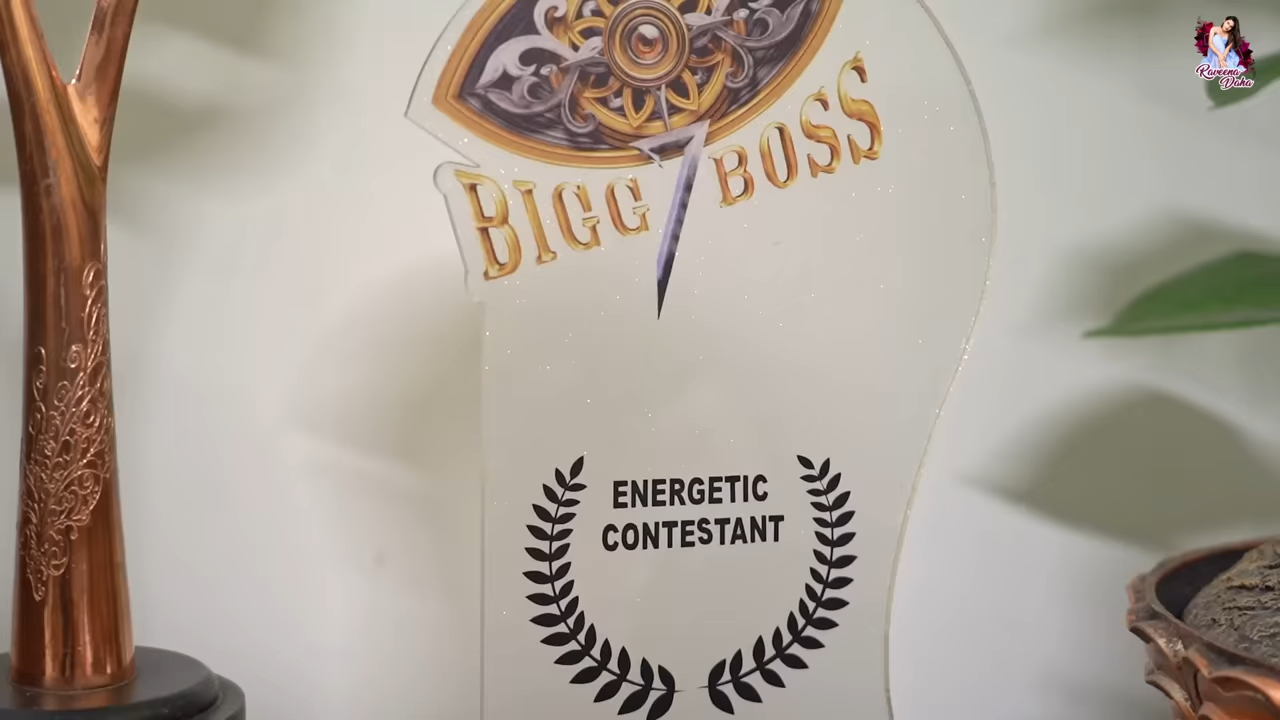 Raveena
Daha
BIGG 7 BOSS
ENERGETIC
CONTESTANT